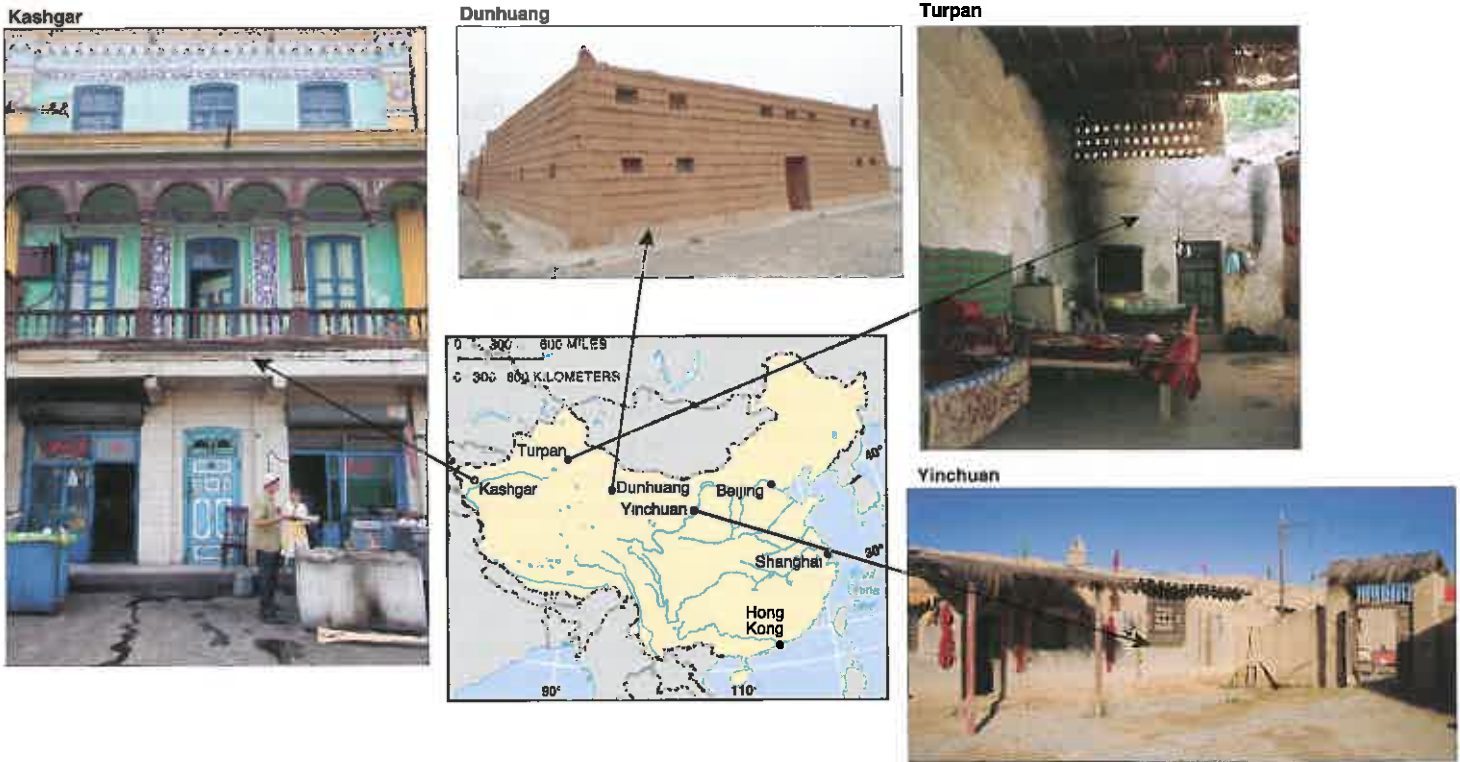 Kashgar
Dunhuang
Turpan
0 300 600 MILES
0 300 600 KILOMETERS
Turpan
Kashgar
Dunhuang
Beijing
Yinchuan
Shanghai
Hong
Kong
40°
30°
90°
110°
Yinchuan